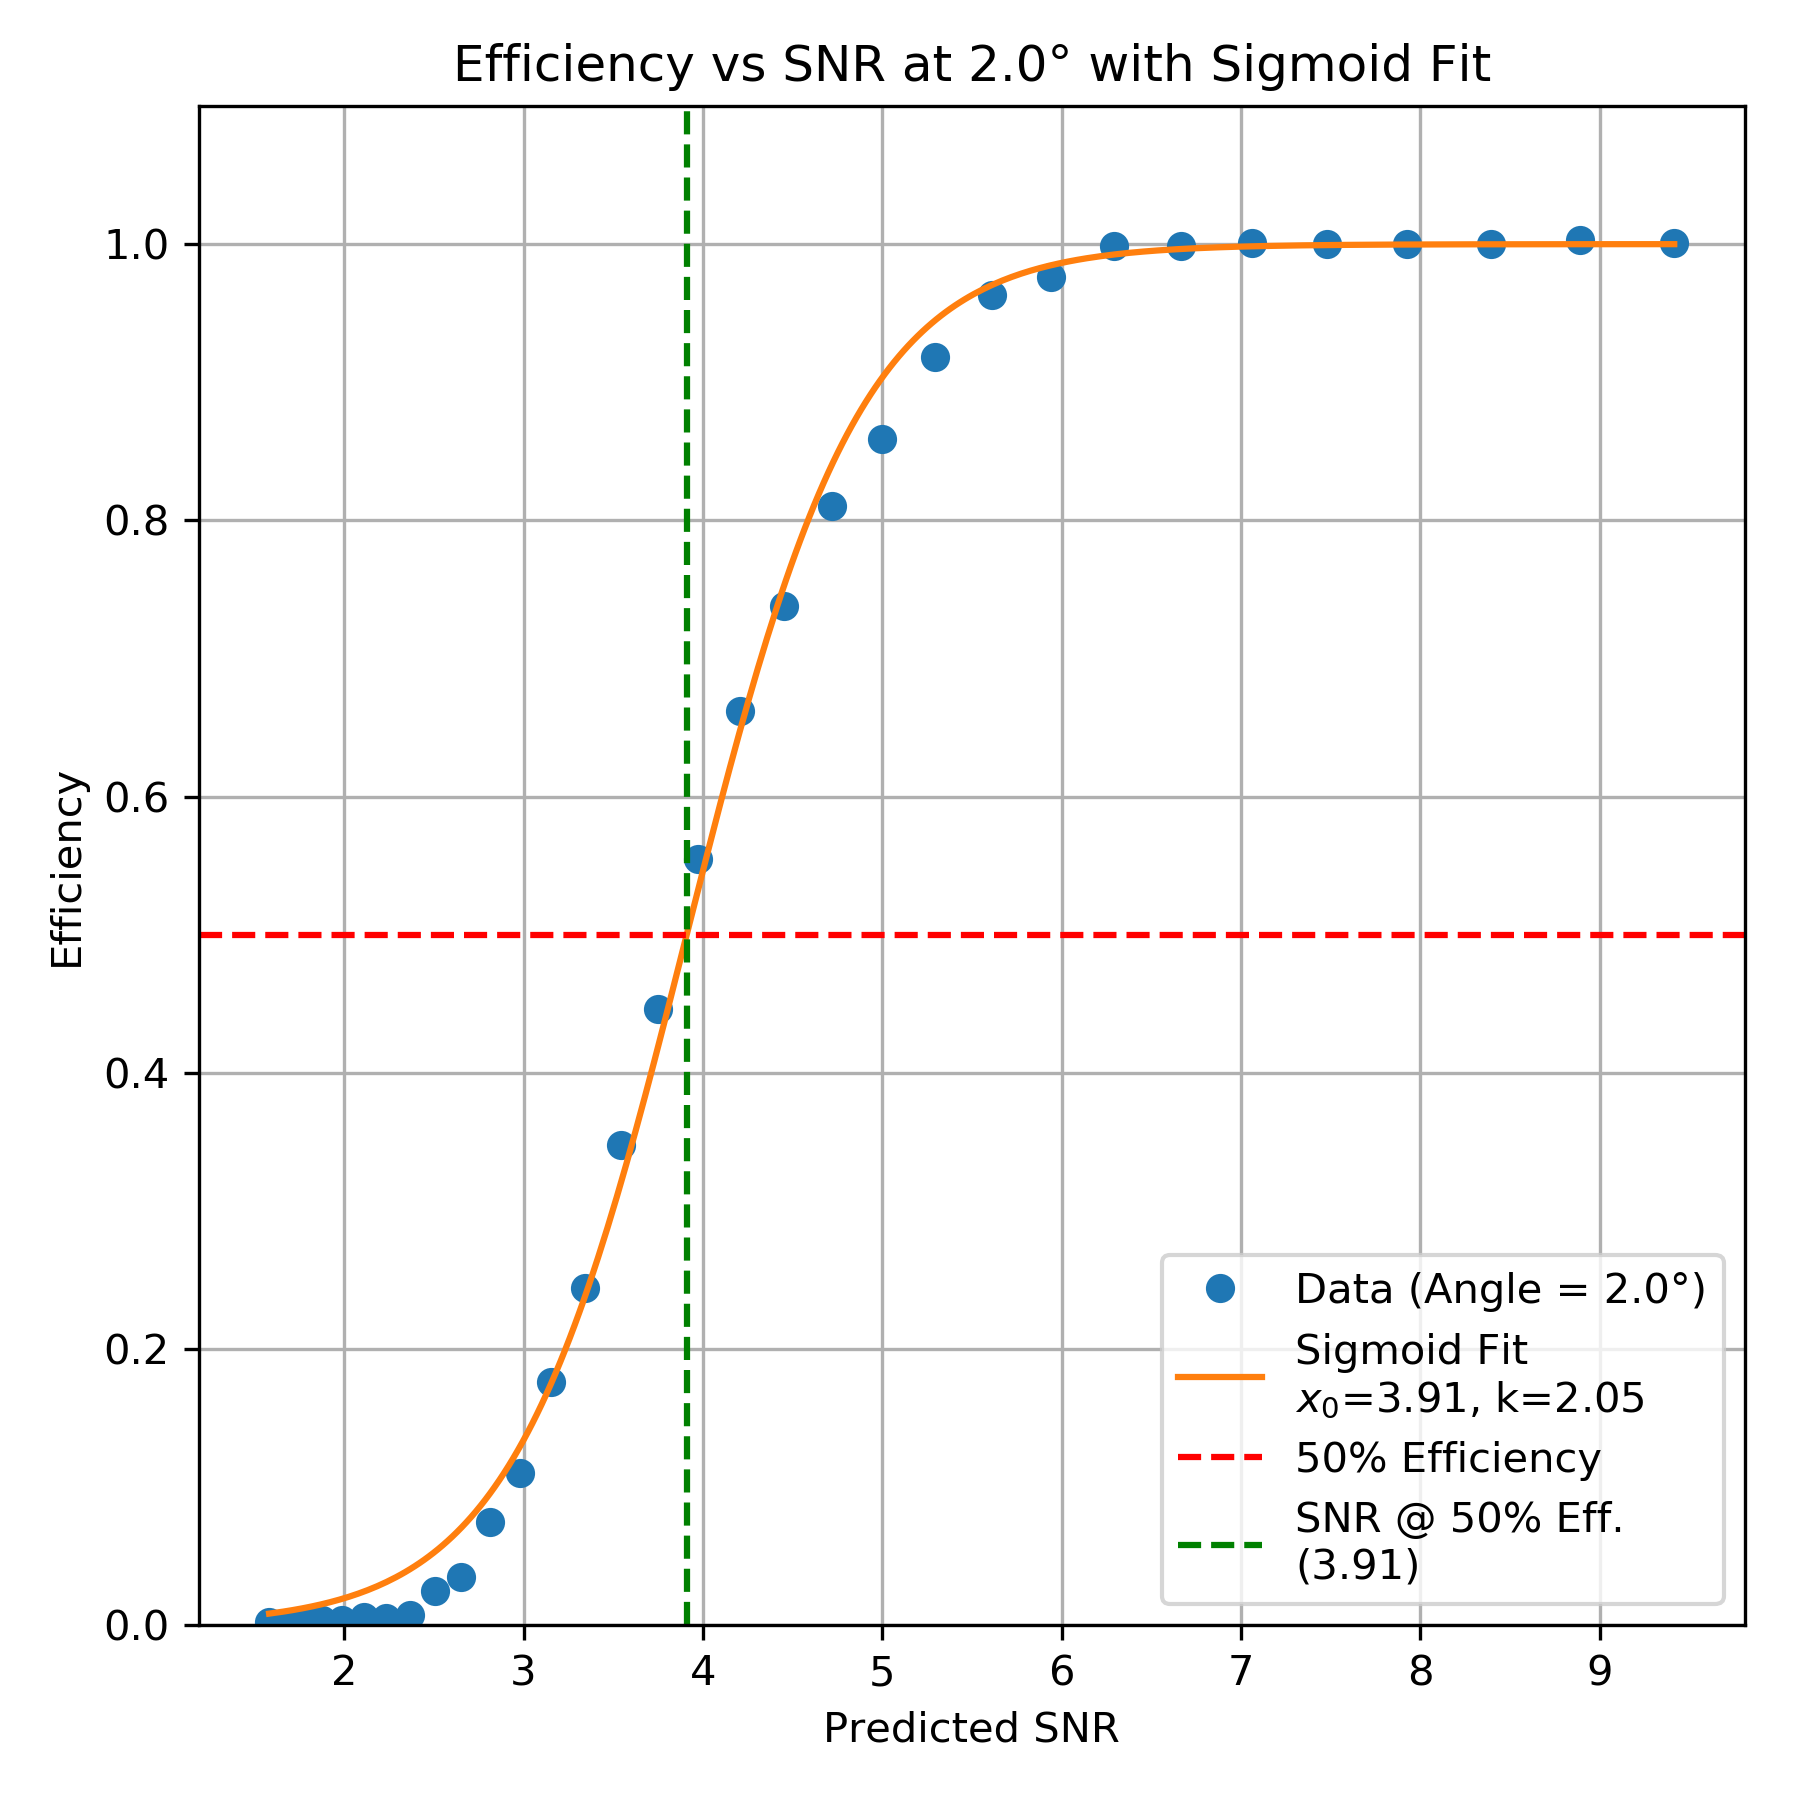 Efficiency vs SNR at 2.0° with Sigmoid Fit
1.0
0.8
0.6
0.4
0.2
0.0
Efficiency
2 3 4 5 6 7 8 9
Predicted SNR
Data (Angle = 2.0°)
Sigmoid Fit
x₀=3.91, k=2.05
50% Efficiency
SNR @ 50% Eff.
(3.91)